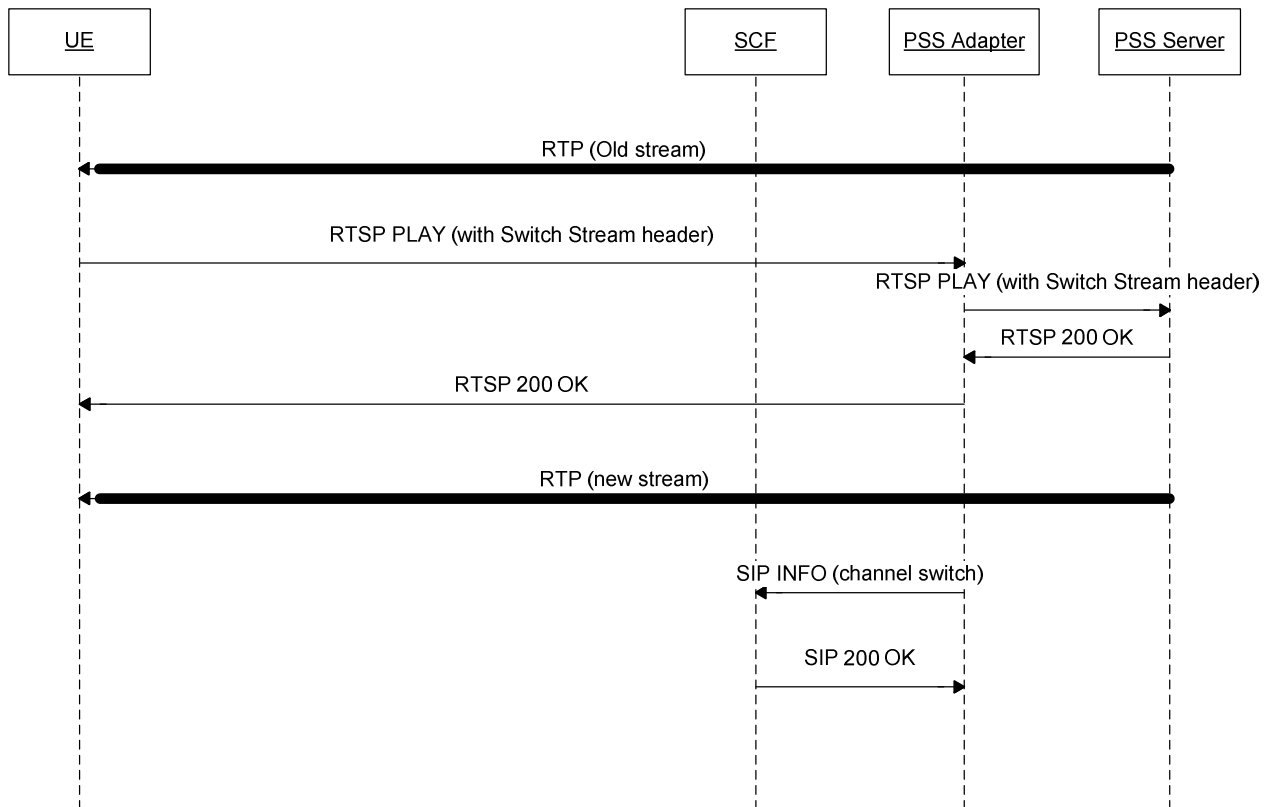 UE
SCF
PSS Adapter
PSS Server
RTP (Old stream)
RTSP PLAY (with Switch Stream header)
RTSP PLAY (with Switch Stream header)
RTSP 200 OK
RTSP 200 OK
RTP (new stream)
SIP INFO (channel switch)
SIP 200 OK